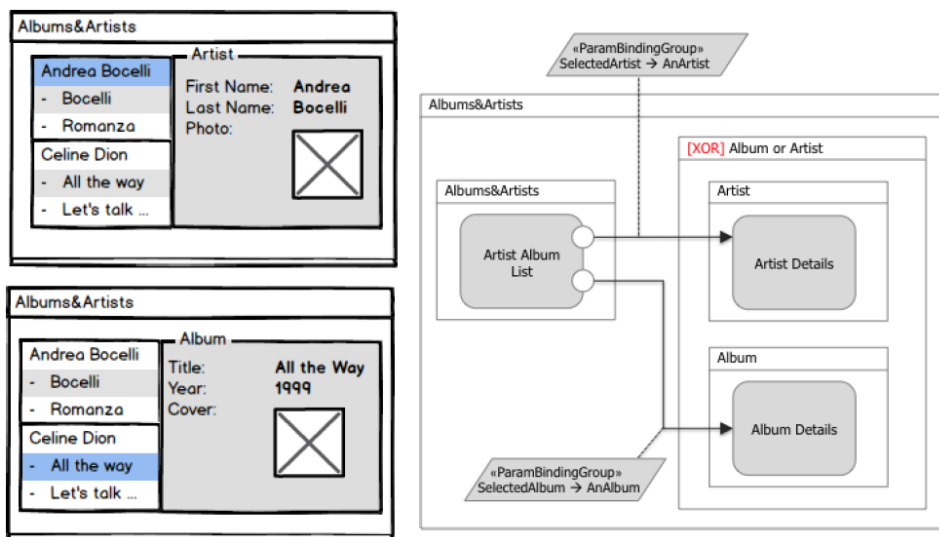 Albums&Artists
Andrea Bocelli
- Bocelli
- Romanza
Celine Dion
- All the way
- Let's talk ...
Artist
First Name: Andrea
Last Name: Bocelli
Photo:
Albums&Artists
Andrea Bocelli
- Bocelli
- Romanza
Celine Dion
- All the way
- Let's talk ...
Album
Title: All the Way
Year: 1999
Cover:
«ParamBindingGroup»
SelectedArtist → AnArtist
Albums&Artists
[XOR] Album or Artist
Albums&Artists
Artist Album
List
Artist
Artist Details
Album
Album Details
«ParamBindingGroup»
SelectedAlbum → AnAlbum